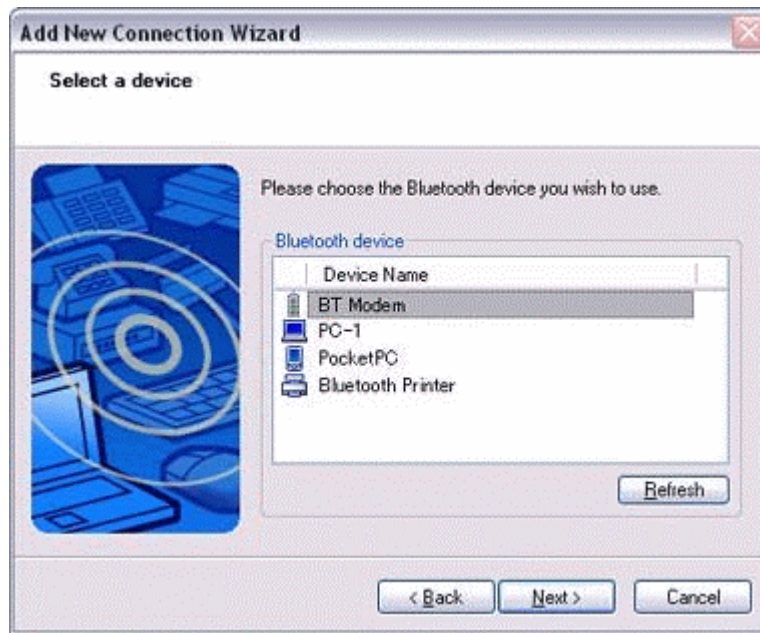 Add New Connection Wizard
Select a device
Please choose the Bluetooth device you wish to use.
Bluetooth device
Device Name
BT Modem
PC-1
PocketPC
Bluetooth Printer
Refresh
< Back Next > Cancel